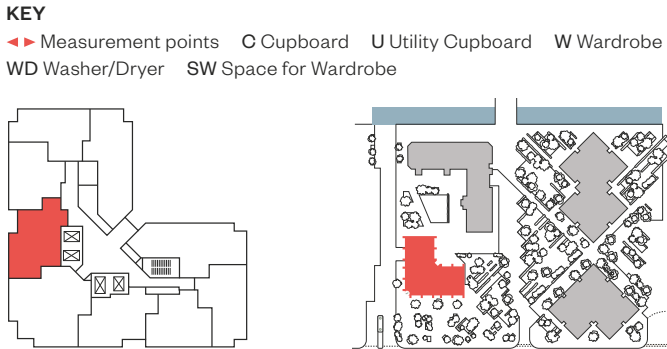 KEY
Measurement points C Cupboard U Utility Cupboard W Wardrobe
WD Washer/Dryer SW Space for Wardrobe